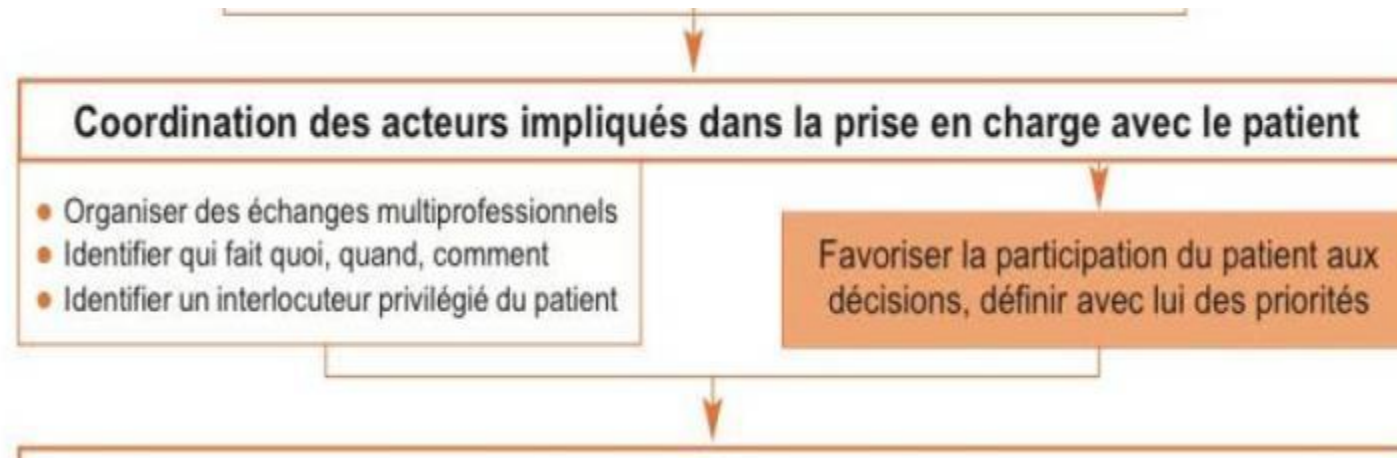 Coordination des acteurs impliqués dans la prise en charge avec le patient
• Organiser des échanges multiprofessionnels
• Identifier qui fait quoi, quand, comment
• Identifier un interlocuteur privilégié du patient
Favoriser la participation du patient aux
décisions, définir avec lui des priorités